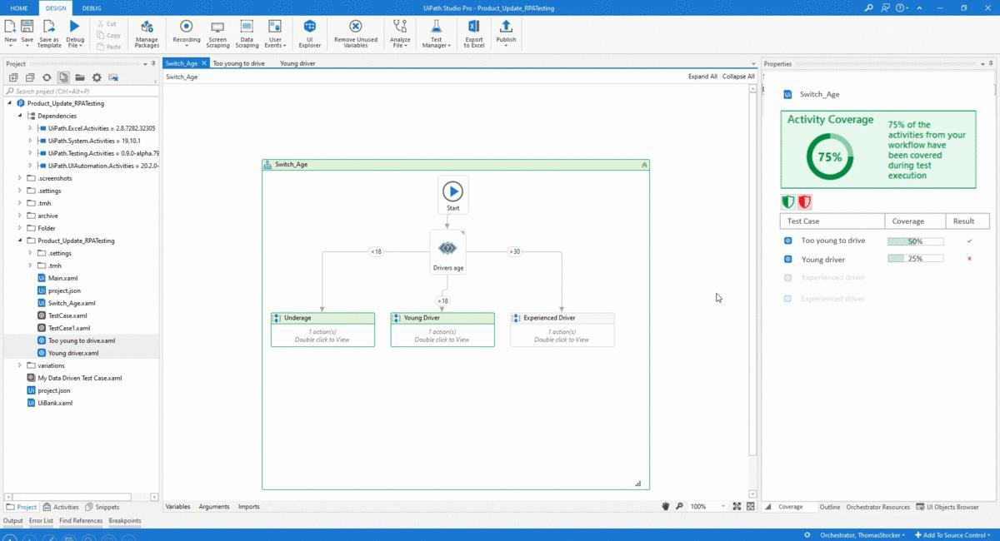 HOME DESIGN DEBUG
UiPath Studio Pro - Product_Update_RPATesting
New Save Save as Template Debug File
Cut
Copy
Paste
Manage Packages
Recording Screen Scraping Data Scraping User Events
UI Explorer
Remove Unused Variables
Analyze File
Test Manager
Export to Excel
Publish
Project
Search project (Ctrl+Alt+P)
Product_Update_RPATesting
Dependencies
UiPath.Excel.Activities = 2.8.7282.32305
UiPath.System.Activities = 19.10.1
UiPath.Testing.Activities = 0.9.0-alpha.79
UiPath.UIAutomation.Activities = 20.2.0-
.screenshots
.settings
.tmh
archive
Folder
Product_Update_RPATesting
.settings
.tmh
Main.xaml
project.json
Switch_Age.xaml
TestCase.xaml
TestCase1.xaml
Too young to drive.xaml
Young driver.xaml
variations
My Data Driven Test Case.xaml
project.json
UiBank.xaml
Project Activities Snippets
Switch_Age Too young to drive Young driver
Switch_Age
Expand All Collapse All
Switch_Age
Start
Drivers age
<18
>30
>18
Underage
1 action(s)
Double click to View
Young Driver
1 action(s)
Double click to View
Experienced Driver
1 action(s)
Double click to View
Variables Arguments Imports
100%
Properties
Switch_Age
Activity Coverage
75%
75% of the
activities from your
workflow have
been covered
during test
execution
Test Case Coverage Result
Too young to drive 50%
Young driver 25%
Experienced driver
Experienced driver
Coverage Outline Orchestrator Resources UI Objects Browser
Output Error List Find References Breakpoints
Orchestrator, ThomasStocker
Add To Source Control